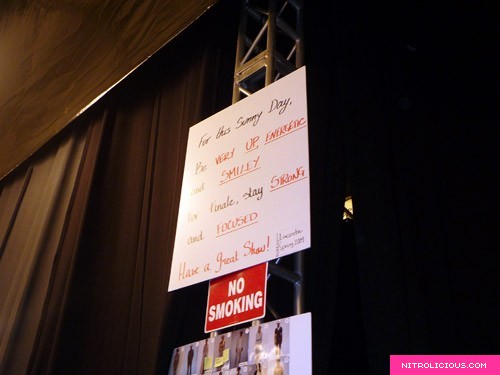 For this Sunny Day,
Be VERY UP, ENERGETIC
and SMILEY
for Finale, stay STRONG
and FOCUSED
Have a great Show!
NO
SMOKING
NITROLICIOUS.COM